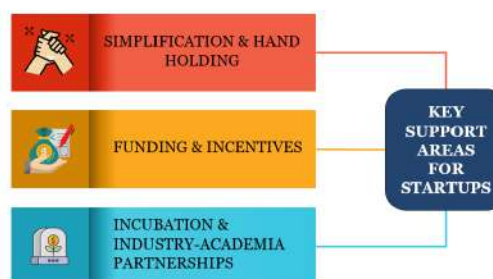 SIMPLIFICATION & HAND
HOLDING
FUNDING & INCENTIVES
INCUBATION &
INDUSTRY-ACADEMIA
PARTNERSHIPS
KEY
SUPPORT
AREAS
FOR
STARTUPS